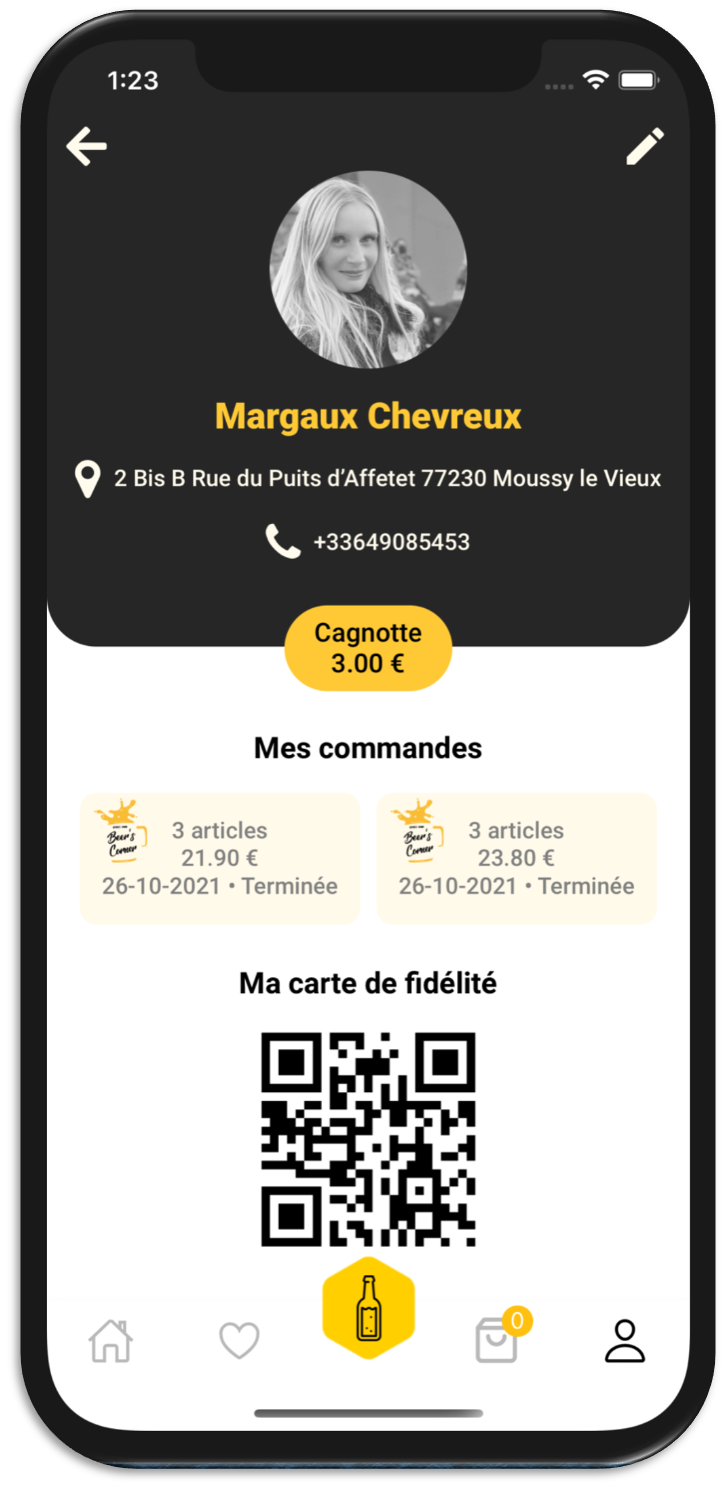 1:23
Margaux Chevreux
2 Bis B Rue du Puits d’Affetet 77230 Moussy le Vieux
+33649085453
Cagnotte
3.00 €
Mes commandes
Beer's
Corner
3 articles
21.90 €
26-10-2021 • Terminée
Beer's
Corner
3 articles
23.80 €
26-10-2021 • Terminée
Ma carte de fidélité
0